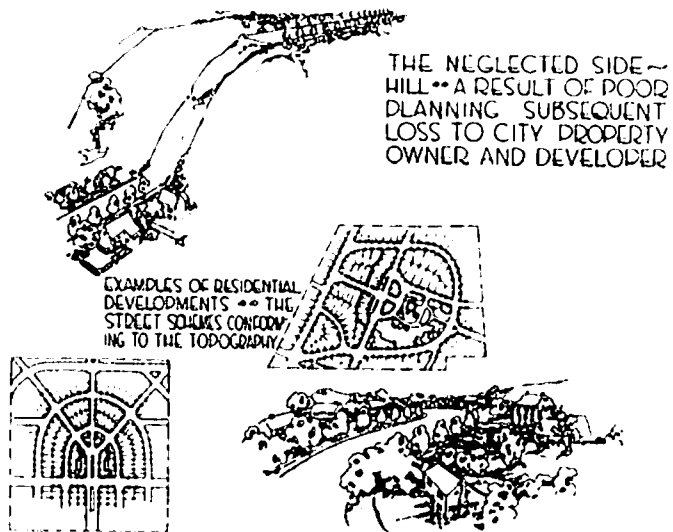 THE NEGLECTED SIDE~
HILL •• A RESULT OF POOR
PLANNING SUBSEQUENT
LOSS TO CITY PROPERTY
OWNER AND DEVELOPER
EXAMPLES OF RESIDENTIAL
DEVELOPMENTS •• THE
STREET SCHEMES CONFORM
ING TO THE TOPOGRAPHY